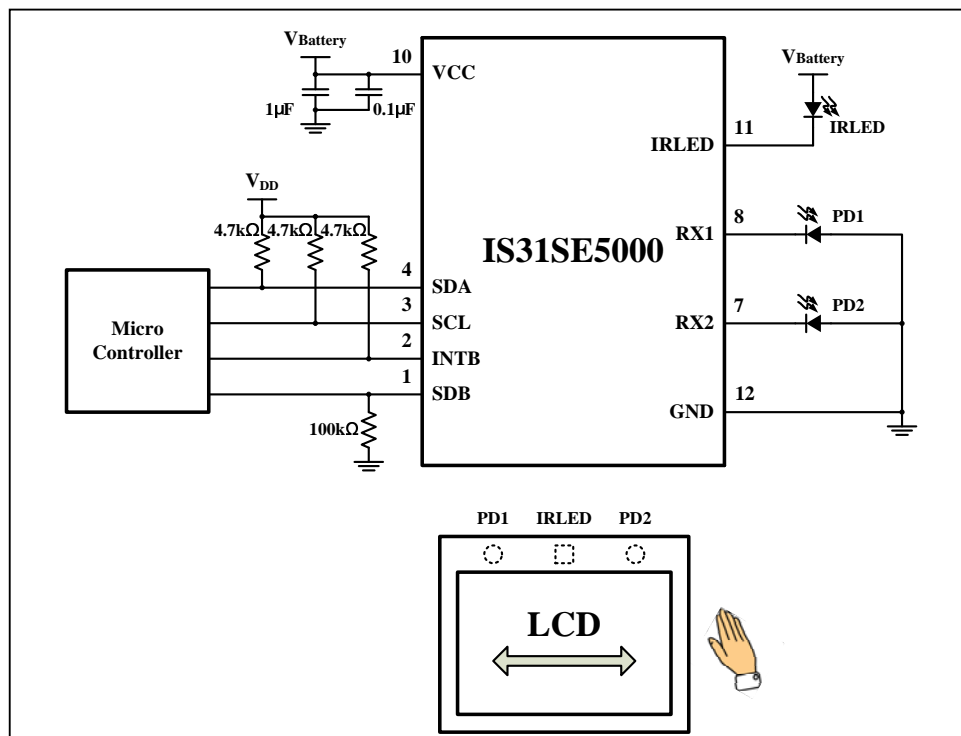 VBattery
10
VCC
1μF
0.1μF
VBattery
IRLED
11
IRLED
VDD
4.7kΩ 4.7kΩ 4.7kΩ
8
PD1
RX1
IS31SE5000
4
SDA
3
SCL
7
PD2
RX2
Micro
Controller
2
INTB
1
SDB
12
GND
100kΩ
PD1 IRLED PD2
LCD